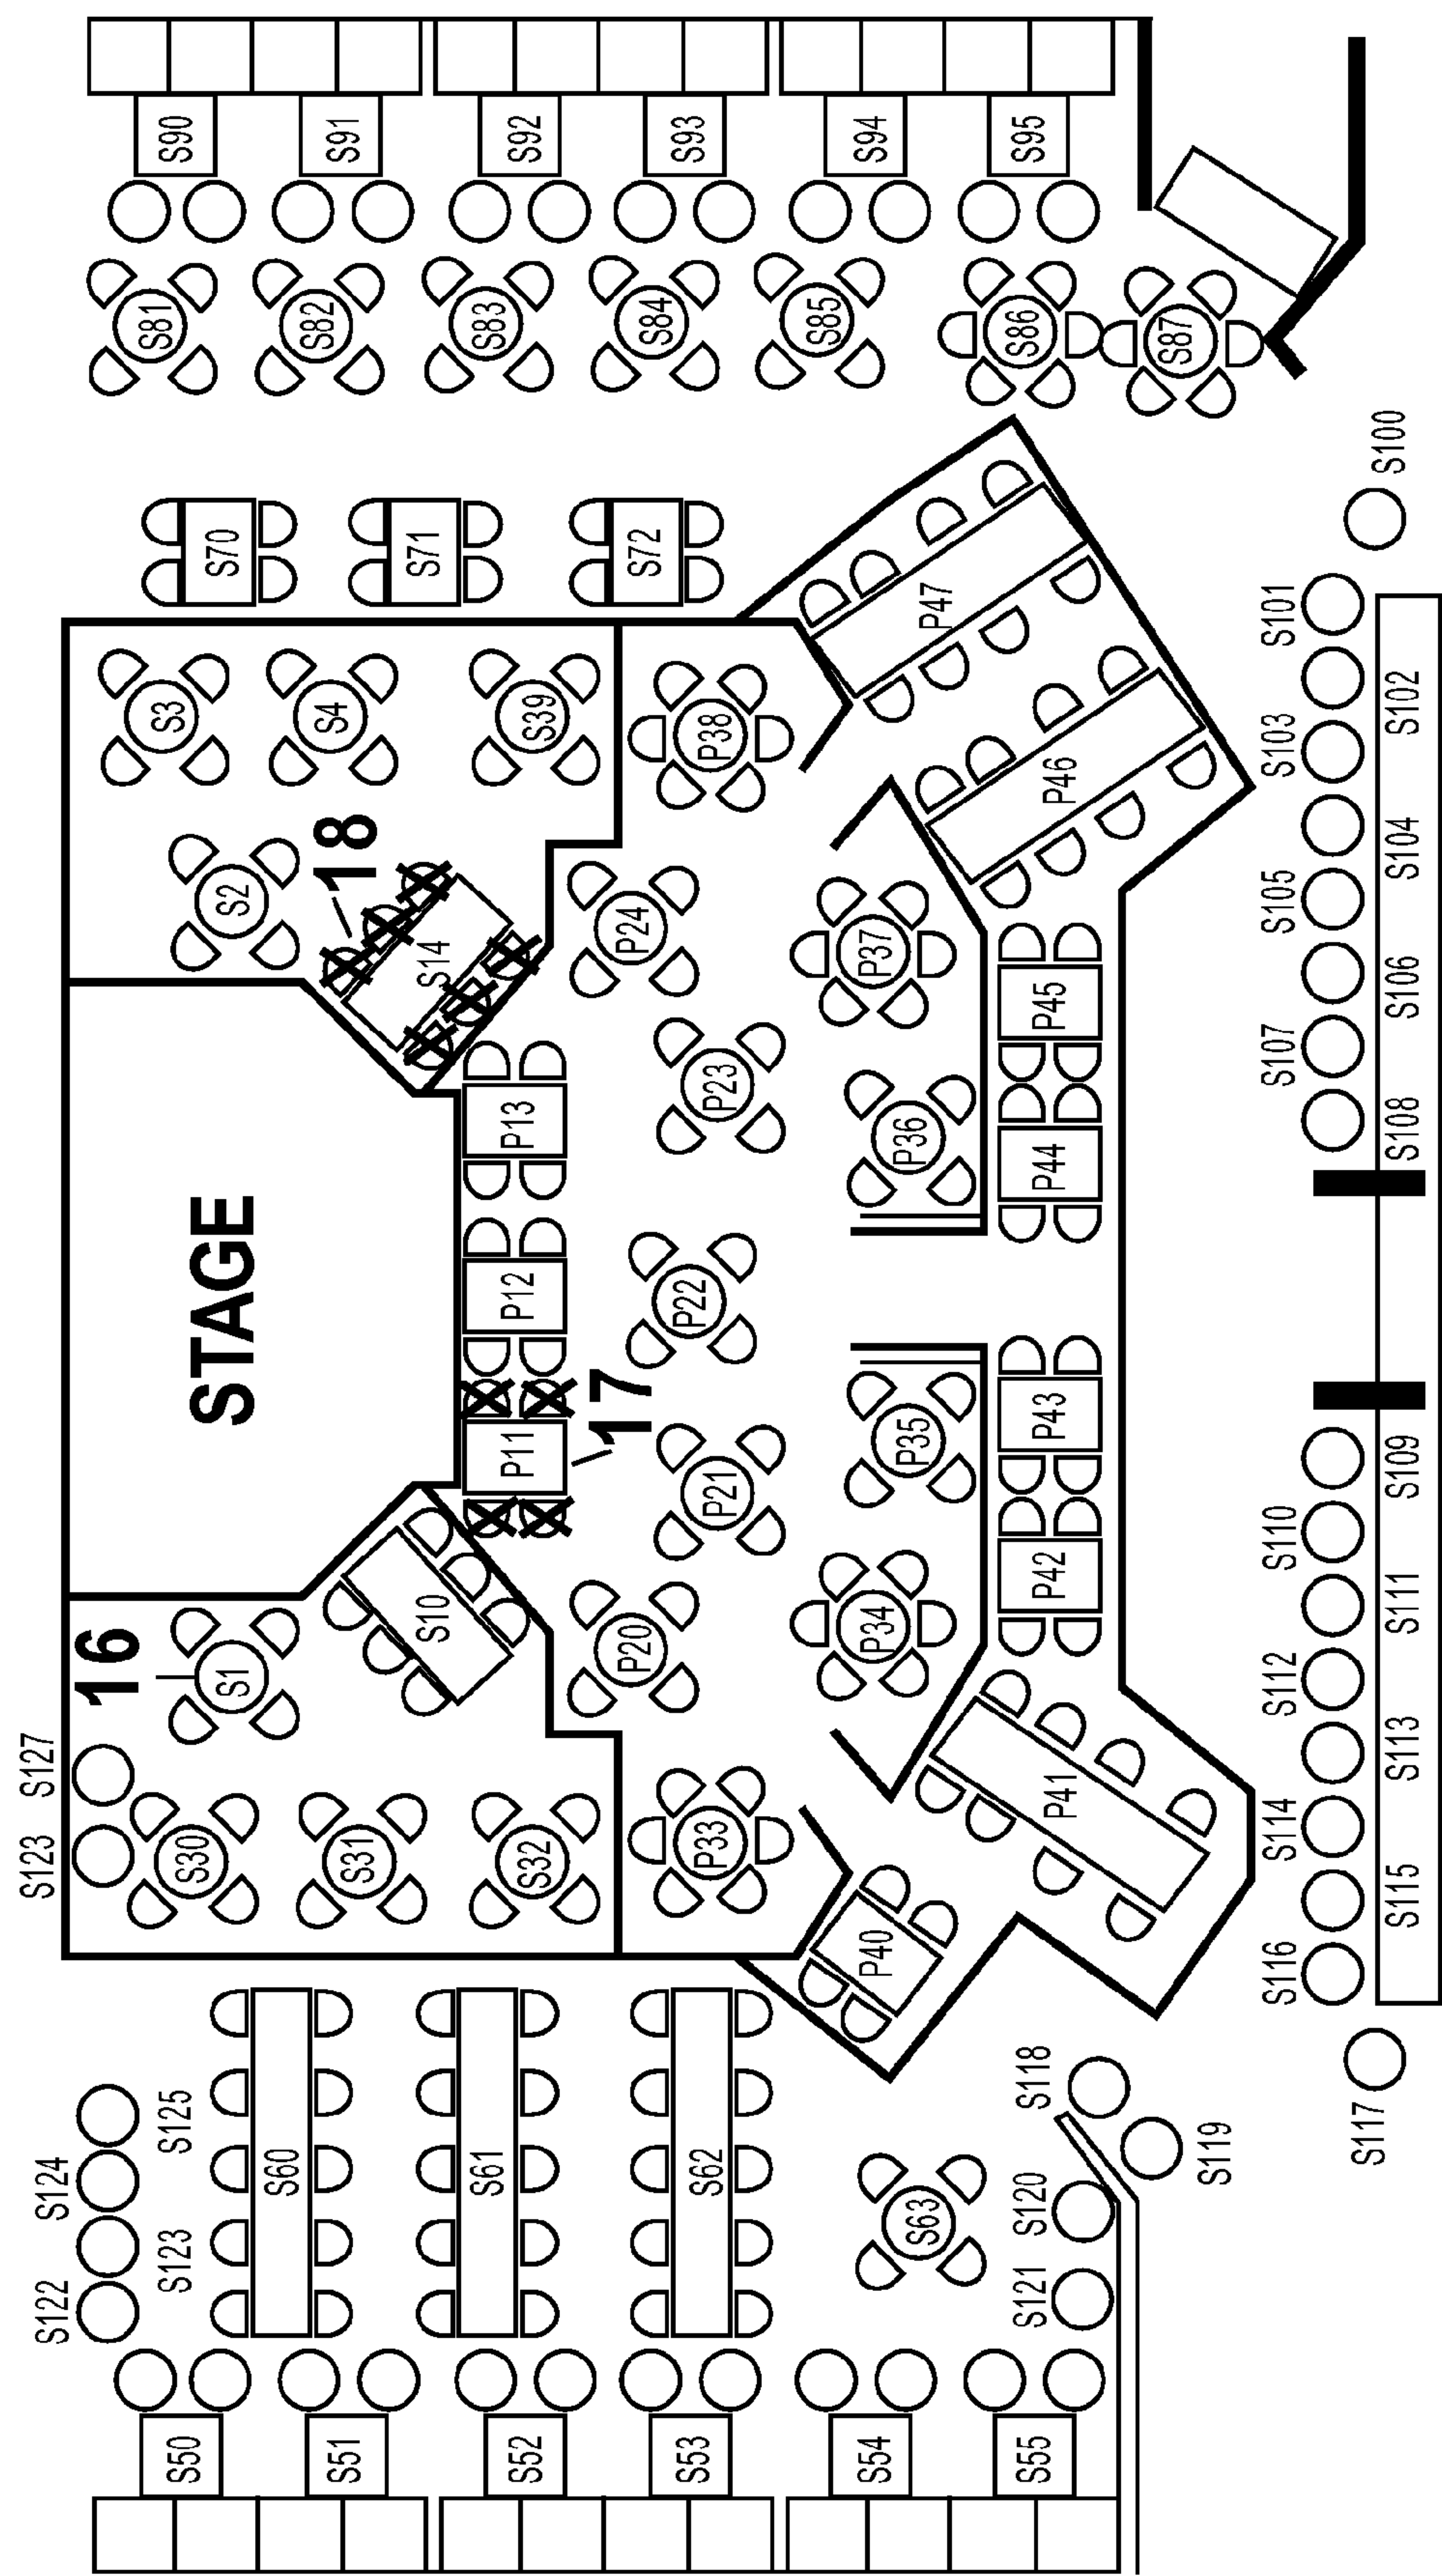 S90
S91
S92
S93
S94
S95
S81
S82
S83
S84
S85
S86
S87
S100
S70
S71
S72
P47
S101
S102
S3
S4
S39
P38
P46
S103
18
S2
S14
P24
P37
S104
S105
P45
S106
P13
P23
P36
P44
S107
S108
STAGE
P12
P22
17
P11
P21
P35
P43
S109
S110
16
S1
S10
P20
P34
P42
S111
S112
S127
S123
S30
S31
S32
P33
P41
S113
S114
P40
S115
S116
S118
S117
S119
S125
S124
S60
S61
S62
S63
S120
S123
S122
S121
S50
S51
S52
S53
S54
S55